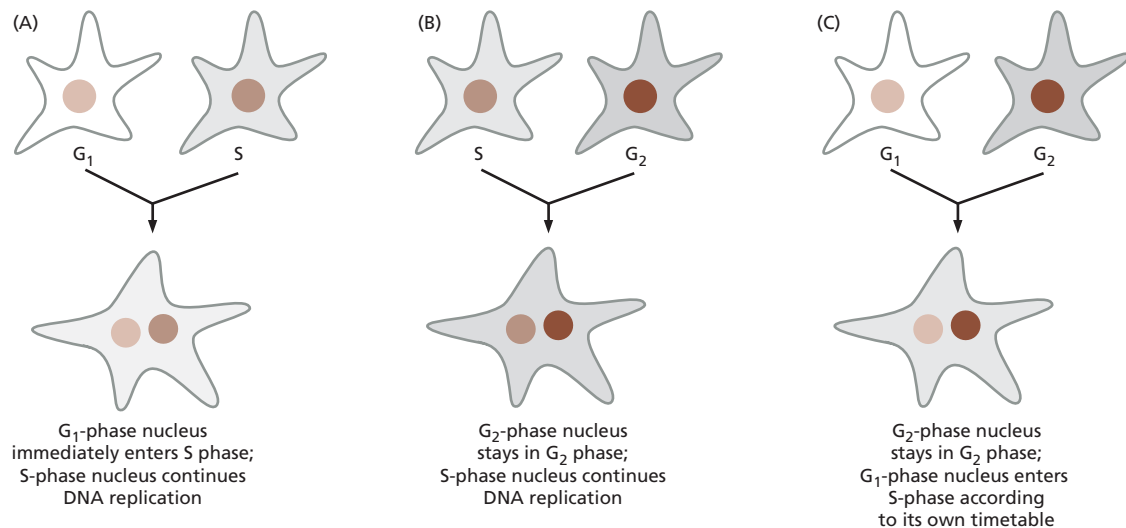 (A)
G₁
S
G₁-phase nucleus
immediately enters S phase;
S-phase nucleus continues
DNA replication
(B)
S
G₂
G₂-phase nucleus
stays in G₂ phase;
S-phase nucleus continues
DNA replication
(C)
G₁
G₂
G₂-phase nucleus
stays in G₂ phase;
G₁-phase nucleus enters
S-phase according
to its own timetable